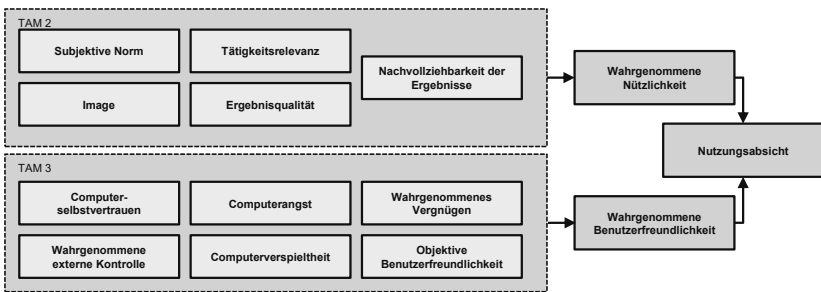 TAM 2
Subjektive Norm
Tätigkeitsrelevanz
Nachvollziehbarkeit der
Ergebnisse
Image
Ergebnisqualität
Wahrgenommene
Nützlichkeit
Nutzungsabsicht
TAM 3
Computer-
selbstvertrauen
Computerangst
Wahrgenommenes
Vergnügen
Wahrgenommene
externe Kontrolle
Computerverspieltheit
Objektive
Benutzerfreundlichkeit
Wahrgenommene
Benutzerfreundlichkeit